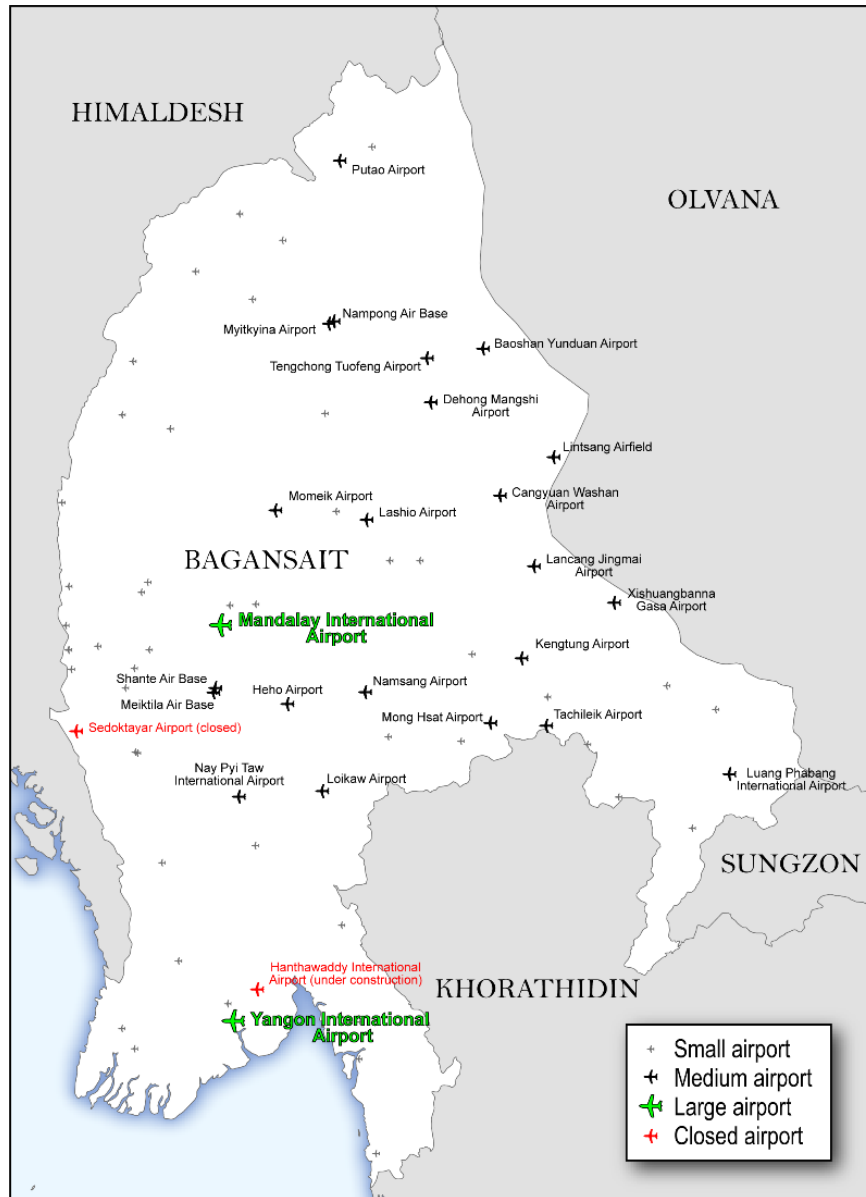 HIMALDESH
Putao Airport
OLVANA
Nampong Air Base
Myitkyina Airport
Baoshan Yunduan Airport
Tengchong Tuofeng Airport
Dehong Mangshi
Airport
Lintsang Airfield
Momeik Airport
Cangyuan Washan
Airport
Lashio Airport
BAGANSAIT
Lancang Jingmai
Airport
Xishuangbanna
Gasa Airport
Mandalay International
Airport
Kengtung Airport
Shante Air Base
Meiktila Air Base
Heho Airport
Namsang Airport
Mong Hsat Airport
Tachileik Airport
Sedoktayar Airport (closed)
Nay Pyi Taw
International Airport
Loikaw Airport
Luang Phabang
International Airport
SUNGZON
Hanthawaddy International
Airport (under construction)
KHORATHIDIN
Yangon International
Airport
Small airport
Medium airport
Large airport
Closed airport